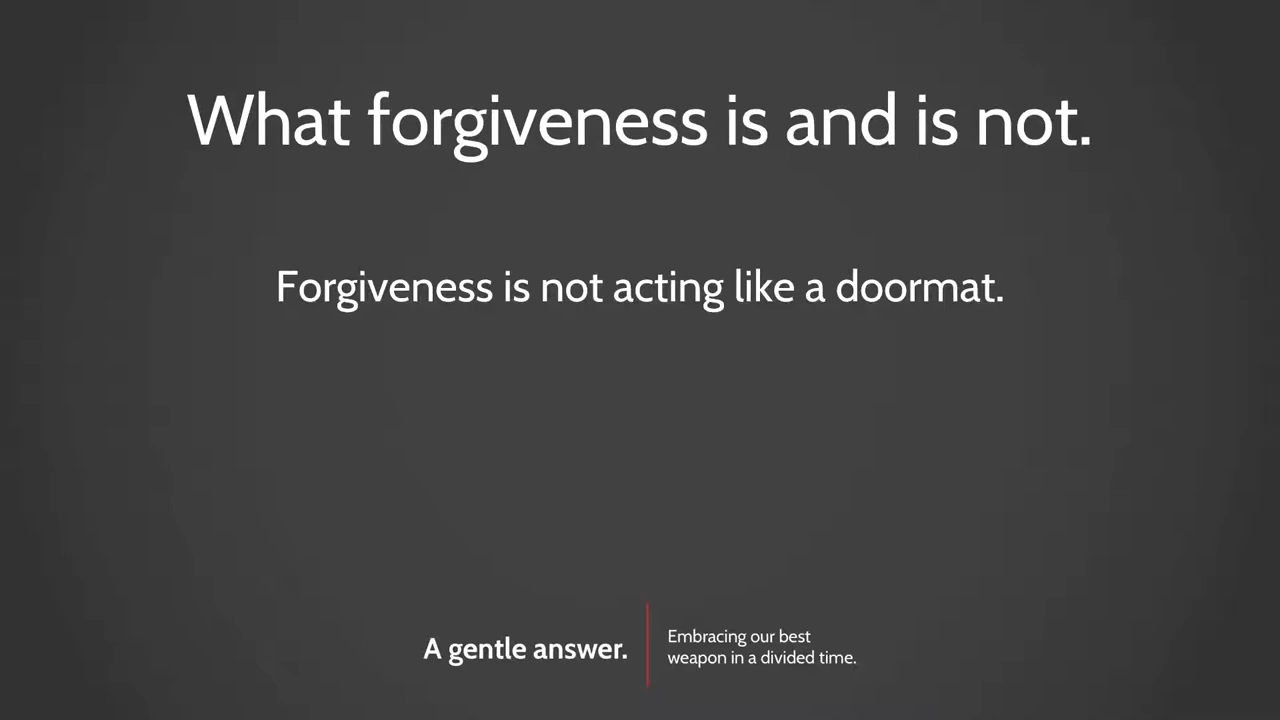 What forgiveness is and is not.
Forgiveness is not acting like a doormat.
A gentle answer.
Embracing our best
weapon in a divided time.